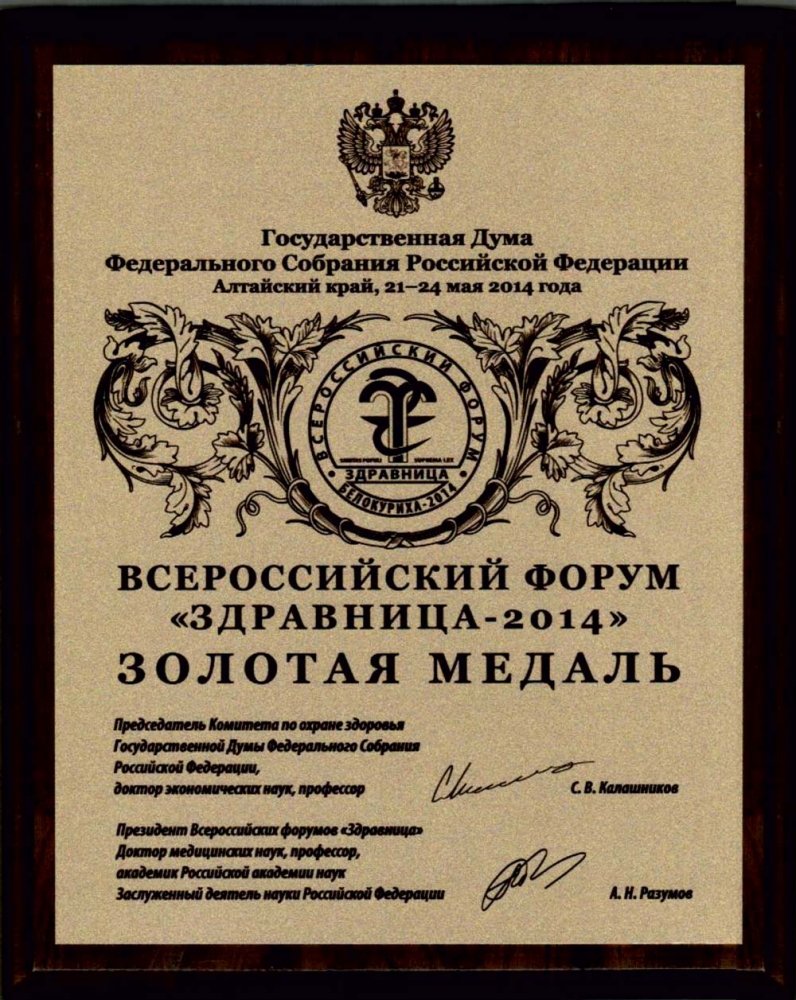 Государственная Дума
Федерального Собрания Российской Федерации
Алтайский край, 21–24 мая 2014 года
ВСЕРОССИЙСКИЙ ФОРУМ
ЗДРАВНИЦА
БЕЛОКУРИХА-2014
ВСЕРОССИЙСКИЙ ФОРУМ
«ЗДРАВНИЦА-2014»
ЗОЛОТАЯ МЕДАЛЬ
Председатель Комитета по охране здоровья
Государственной Думы Федерального Собрания
Российской Федерации,
доктор экономических наук, профессор
С. В. Калашников
Президент Всероссийских форумов «Здравница»
Доктор медицинских наук, профессор,
академик Российской академии наук
Заслуженный деятель науки Российской Федерации
А. Н. Разумов